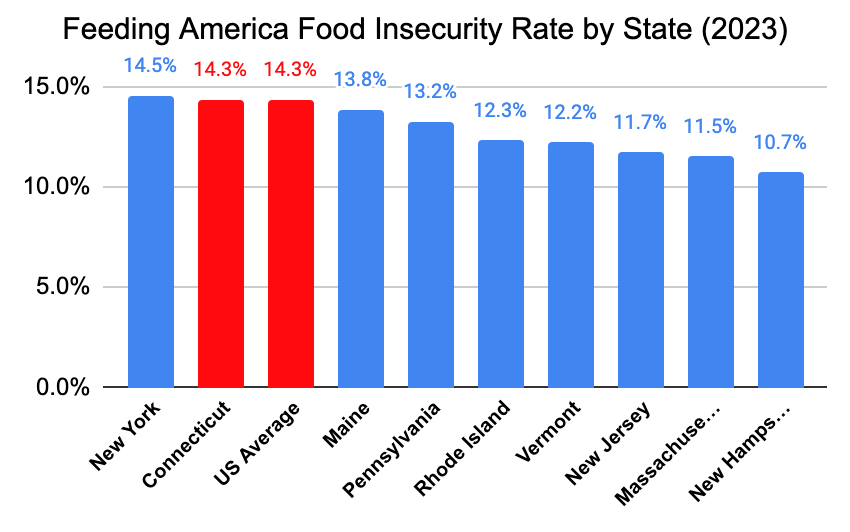 Feeding America Food Insecurity Rate by State (2023)
14.5%
14.3%
14.3%
13.8%
13.2%
12.3%
12.2%
11.7%
11.5%
10.7%
15.0%
10.0%
5.0%
0.0%
New York
Connecticut
US Average
Maine
Pennsylvania
Rhode Island
Vermont
New Jersey
Massachuse...
New Hamps...